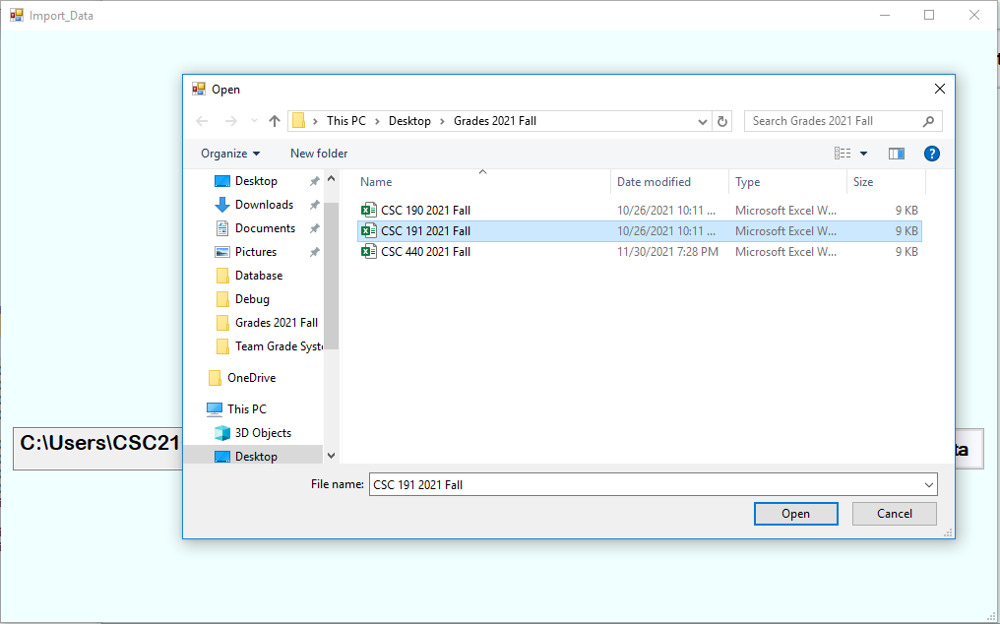 Import_Data
Open
This PC > Desktop > Grades 2021 Fall
Search Grades 2021 Fall
Organize
New folder
?
Name Date modified Type Size
Desktop
Downloads
Documents
Pictures
Database
Debug
Grades 2021 Fall
Team Grade Syst
OneDrive
This PC
3D Objects
Desktop
CSC 190 2021 Fall 10/26/2021 10:11 ... Microsoft Excel W... 9 KB
CSC 191 2021 Fall 10/26/2021 10:11 ... Microsoft Excel W... 9 KB
CSC 440 2021 Fall 11/30/2021 7:28 PM Microsoft Excel W... 9 KB
C:\Users\CSC21
ta
File name: CSC 191 2021 Fall
Open Cancel